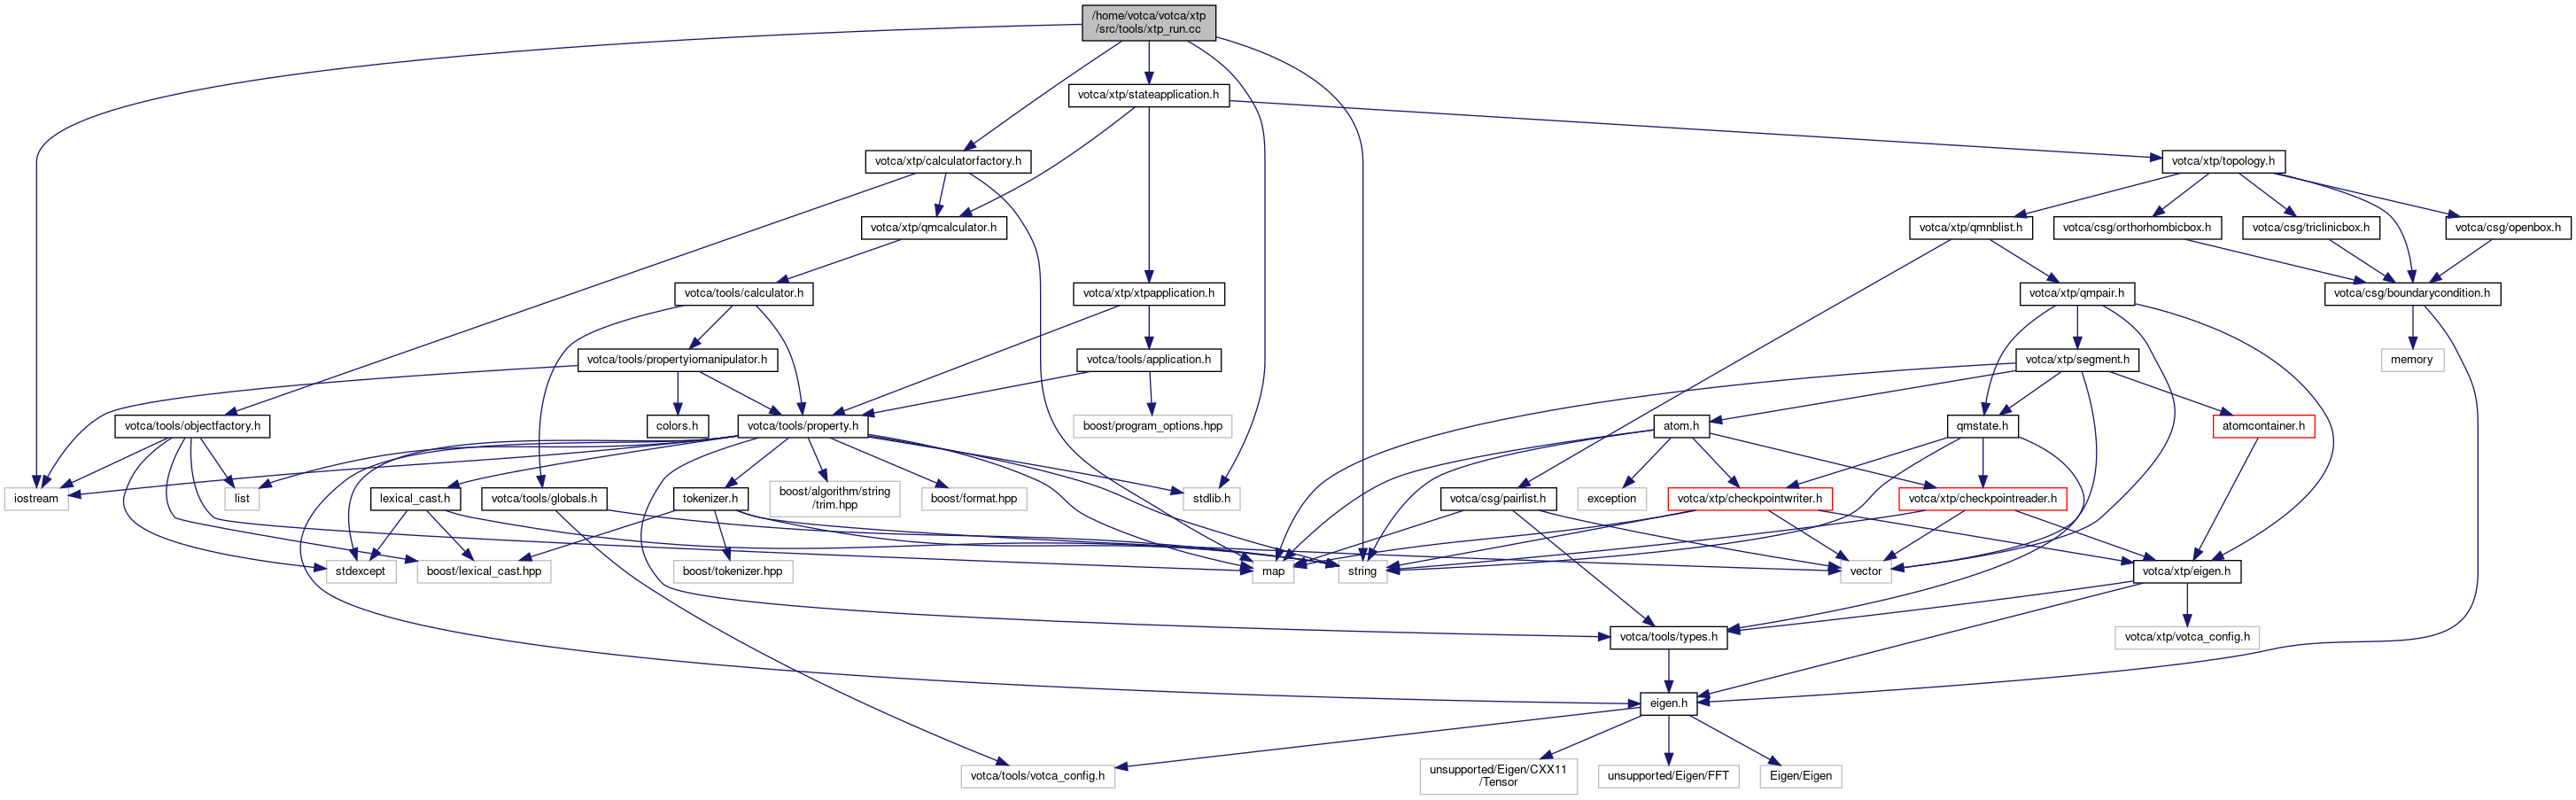 /home/votca/votca/xtp
/src/tools/xtp_run.cc
votca/xtp/stateapplication.h
votca/xtp/calculatorfactory.h
votca/xtp/topology.h
votca/xtp/qmcalculator.h
votca/xtp/qmnblist.h
votca/csg/orthorhombicbox.h
votca/csg/triclinicbox.h
votca/csg/openbox.h
votca/tools/calculator.h
votca/xtp/xtpapplication.h
votca/xtp/qmpair.h
votca/csg/boundarycondition.h
votca/tools/propertyiomanipulator.h
votca/tools/application.h
votca/xtp/segment.h
memory
votca/tools/objectfactory.h
colors.h
votca/tools/property.h
boost/program_options.hpp
atom.h
qmstate.h
atomcontainer.h
iostream
list
lexical_cast.h
votca/tools/globals.h
tokenizer.h
boost/algorithm/string
/trim.hpp
boost/format.hpp
stdlib.h
votca/csg/pairlist.h
exception
votca/xtp/checkpointwriter.h
votca/xtp/checkpointreader.h
stdexcept
boost/lexical_cast.hpp
boost/tokenizer.hpp
map
string
vector
votca/xtp/eigen.h
votca/tools/types.h
votca/xtp/votca_config.h
eigen.h
votca/tools/votca_config.h
unsupported/Eigen/CXX11
/Tensor
unsupported/Eigen/FFT
Eigen/Eigen